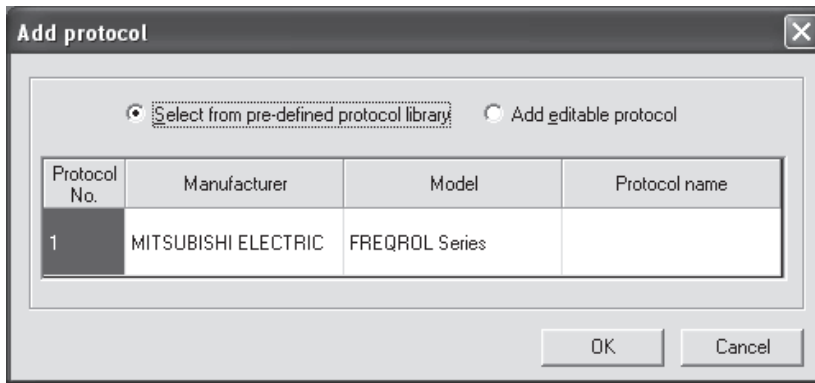 Add protocol
Select from pre-defined protocol library Add editable protocol
Protocol No. Manufacturer Model Protocol name
1 MITSUBISHI ELECTRIC FREQROL Series
OK Cancel